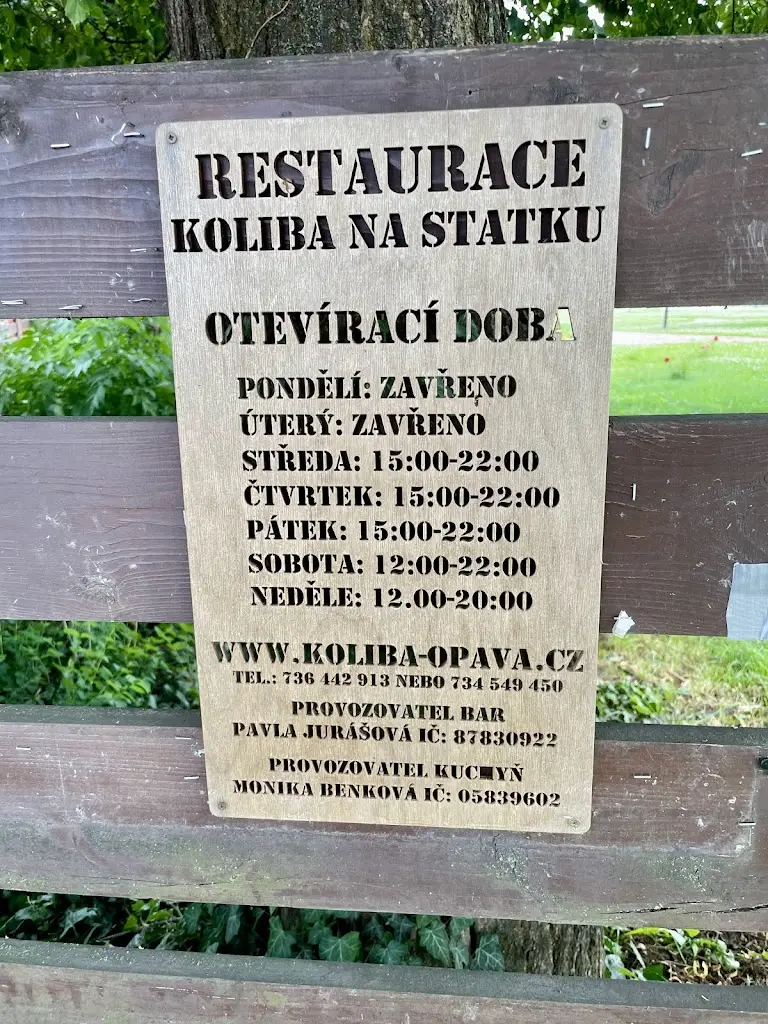 RESTAURACE
KOLIBA NA STATKU
OTEVÍRACÍ DOBA
PONDĚLÍ: ZAVŘENO
ÚTERÝ: ZAVŘENO
STŘEDA: 15:00-22:00
ČTVRTEK: 15:00-22:00
PÁTEK: 15:00-22:00
SOBOTA: 12:00-22:00
NEDĚLE: 12.00-20:00
WWW.KOLIBA-OPAVA.CZ
TEL.: 736 442 913 NEBO 734 549 450
PROVOZOVATEL BAR
PAVLA JURÁŠOVÁ IČ: 87830922
PROVOZOVATEL KUCHYŇ
MONIKA BENKOVÁ IČ: 05839602